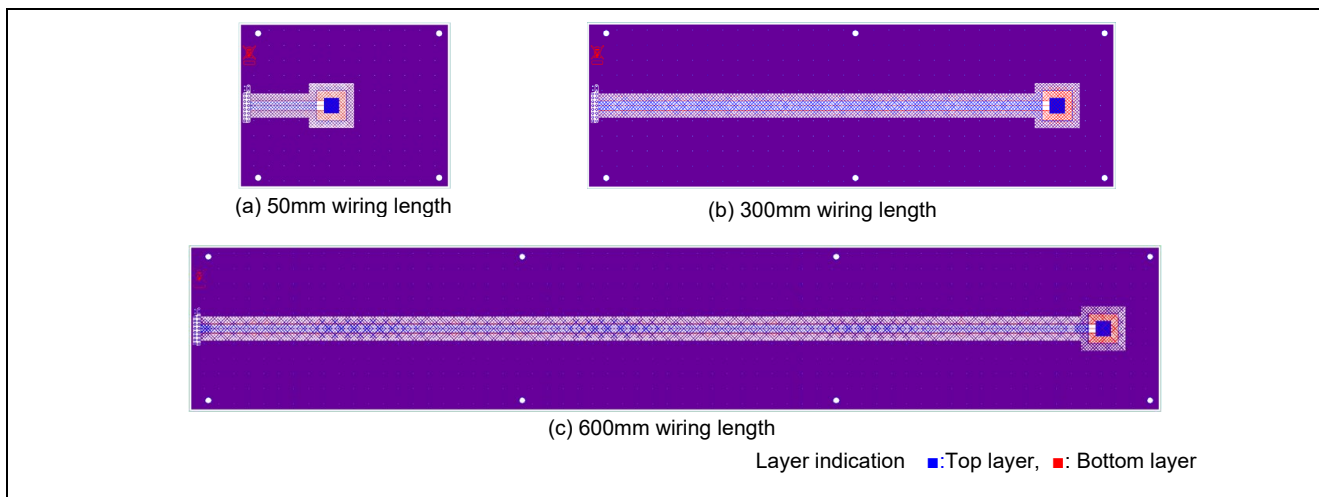 (a) 50mm wiring length
(b) 300mm wiring length
(c) 600mm wiring length
Layer indication ■:Top layer, ■: Bottom layer